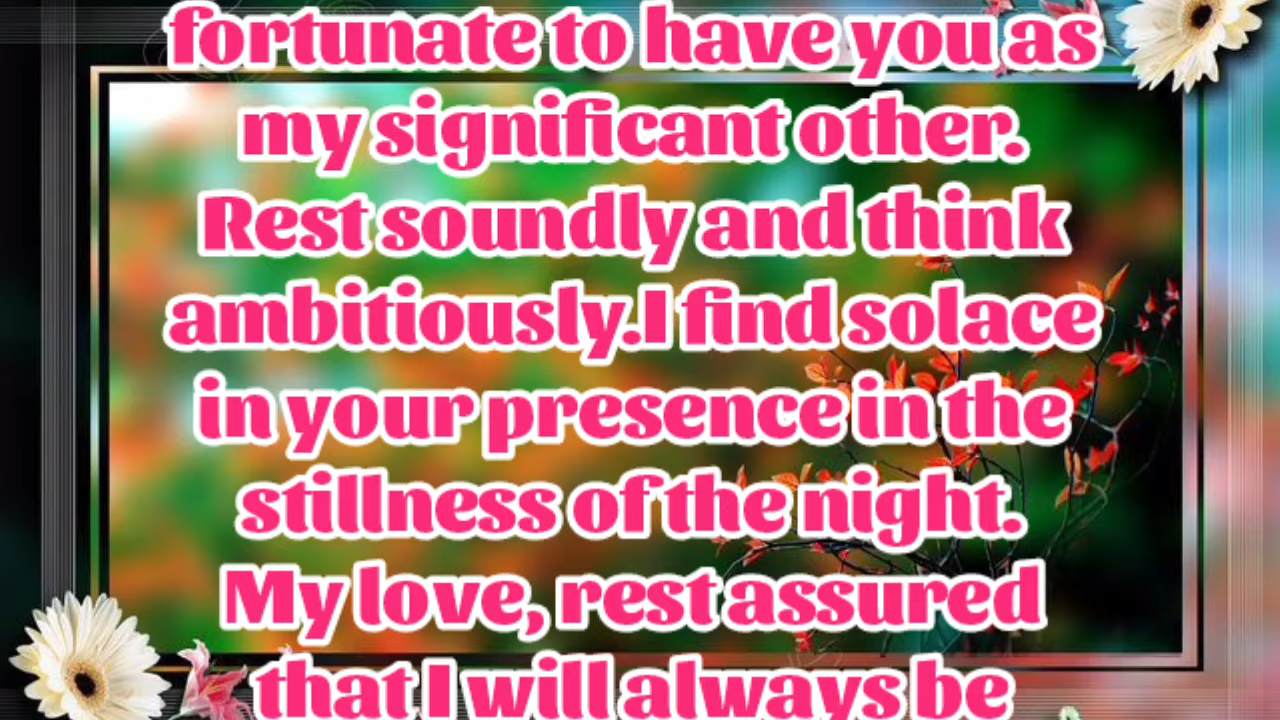 fortunate to have you as
my significant other.
Rest soundly and think
ambitiously.I find solace
in your presence in the
stillness of the night.
My love, rest assured
that I will always be